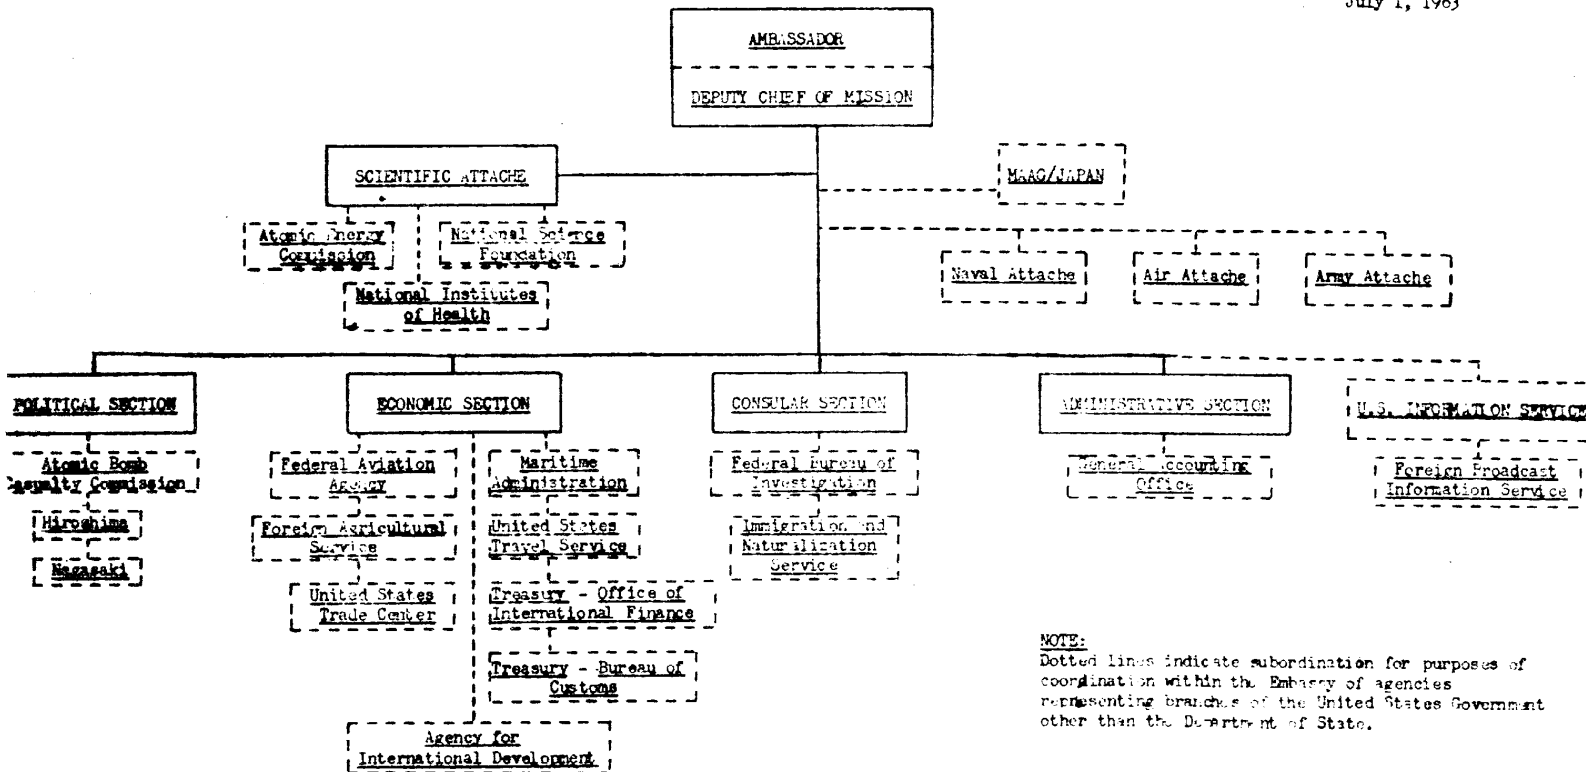 July 1, 1963
AMBASSADOR
DEPUTY CHIEF OF MISSION
SCIENTIFIC ATTACHE
MAAG/JAPAN
Atomic Energy
Commission
National Science
Foundation
National Institutes
of Health
Naval Attache
Air Attache
Army Attache
POLITICAL SECTION
ECONOMIC SECTION
CONSULAR SECTION
ADMINISTRATIVE SECTION
U.S. INFORMATION SERVICE
Atomic Bomb
Casualty Commission
Hiroshima
Nagasaki
Federal Aviation
Agency
Foreign Agricultural
Service
United States
Trade Center
Maritime
Administration
United States
Travel Service
Treasury - Office of
International Finance
Treasury - Bureau of
Customs
Agency for
International Development
Federal Bureau of
Investigation
Immigration and
Naturalization
Service
General Accounting
Office
Foreign Broadcast
Information Service
NOTE:
Dotted lines indicate subordination for purposes of
coordination within the Embassy of agencies
representing branches of the United States Government
other than the Department of State.